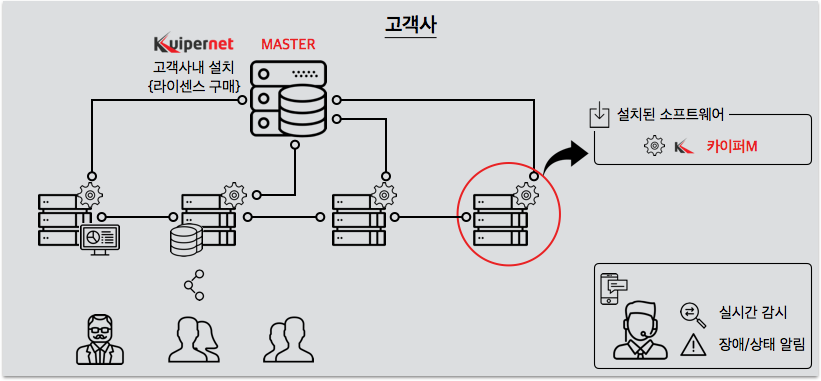 고객사
Kuipernet MASTER
고객사내 설치
{라이센스 구매}
설치된 소프트웨어
카이퍼M
실시간 감시
장애/상태 알림